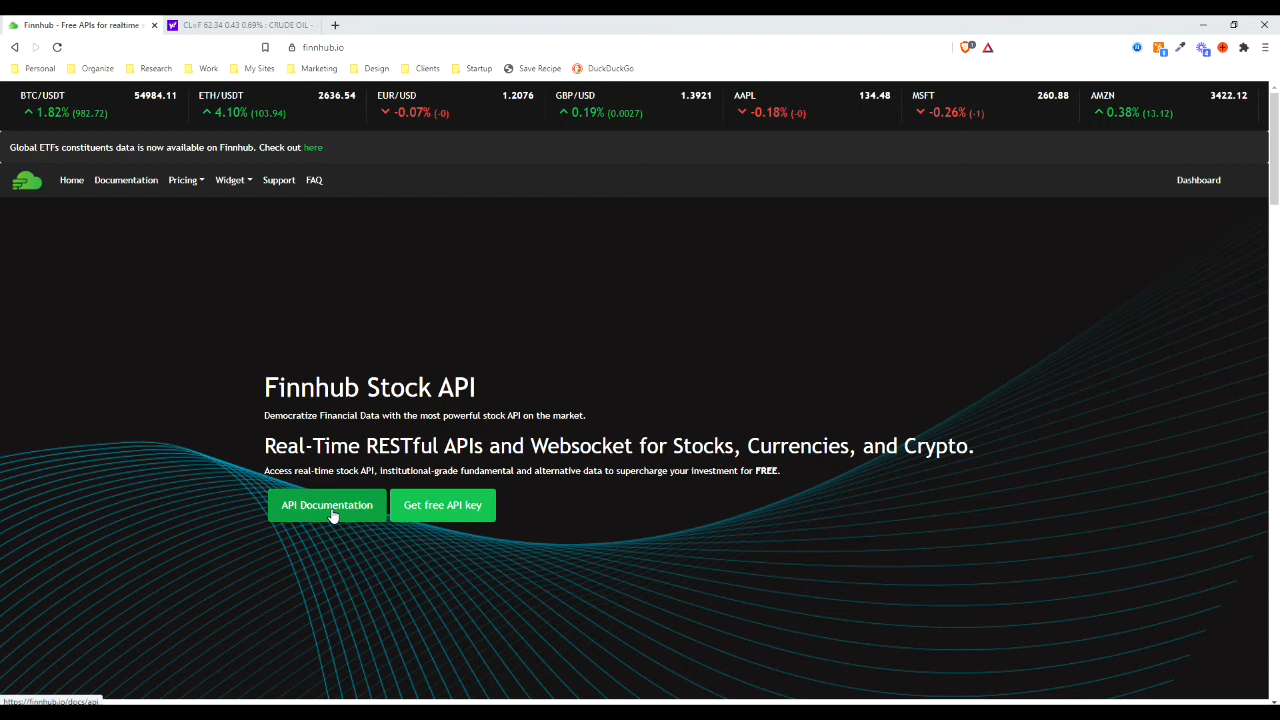 Finnhub - Free APIs for realtime s
CL=F 62.34 0.43 0.69% : CRUDE OIL -
finnhub.io
1
1
4
Personal
Organize
Research
Work
My Sites
Marketing
Design
Clients
Startup
Save Recipe
DuckDuckGo
BTC/USDT 54984.11
1.82% (982.72)
ETH/USDT 2636.54
4.10% (103.94)
EUR/USD 1.2076
-0.07% (-0)
GBP/USD 1.3921
0.19% (0.0027)
AAPL 134.48
-0.18% (-0)
MSFT 260.88
-0.26% (-1)
AMZN 3422.12
0.38% (13.12)
Global ETFs constituents data is now available on Finnhub. Check out here
Home Documentation Pricing Widget Support FAQ Dashboard
Finnhub Stock API
Democratize Financial Data with the most powerful stock API on the market.
Real-Time RESTful APIs and Websocket for Stocks, Currencies, and Crypto.
Access real-time stock API, institutional-grade fundamental and alternative data to supercharge your investment for FREE.
API Documentation
Get free API key
https://finnhub.io/docs/api